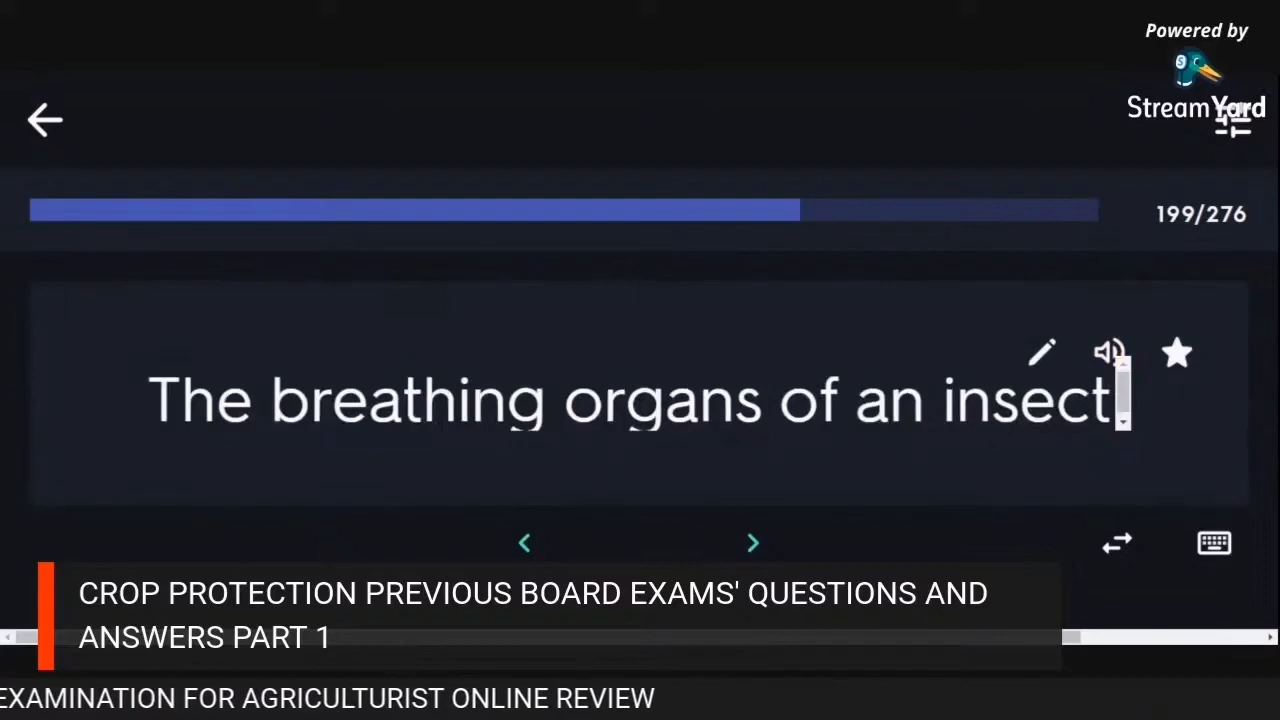 Powered by
StreamYard
199/276
The breathing organs of an insect
CROP PROTECTION PREVIOUS BOARD EXAMS' QUESTIONS AND
ANSWERS PART 1
EXAMINATION FOR AGRICULTURIST ONLINE REVIEW